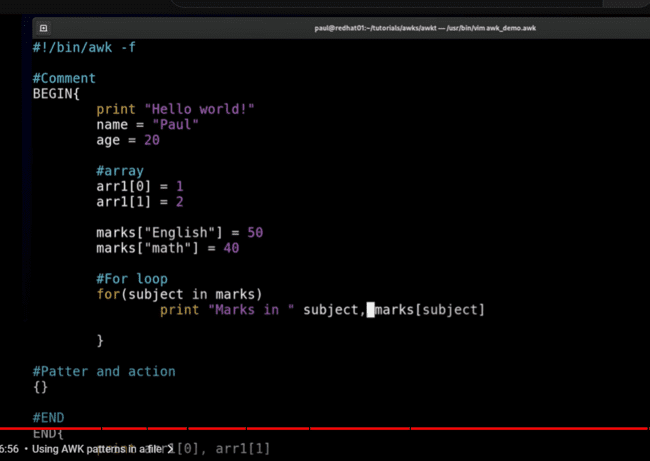 paul@redhat01:~/tutorials/awks/awkt — /usr/bin/vim awk_demo.awk
#!/bin/awk -f
#Comment
BEGIN{
print "Hello world!"
name = "Paul"
age = 20
#array
arr1[0] = 1
arr1[1] = 2
marks["English"] = 50
marks["math"] = 40
#For loop
for(subject in marks)
print "Marks in " subject, marks[subject]
}
#Patter and action
{}
#END
END{
6:56 • Using AWK patterns in a file
print arr1[0], arr1[1]